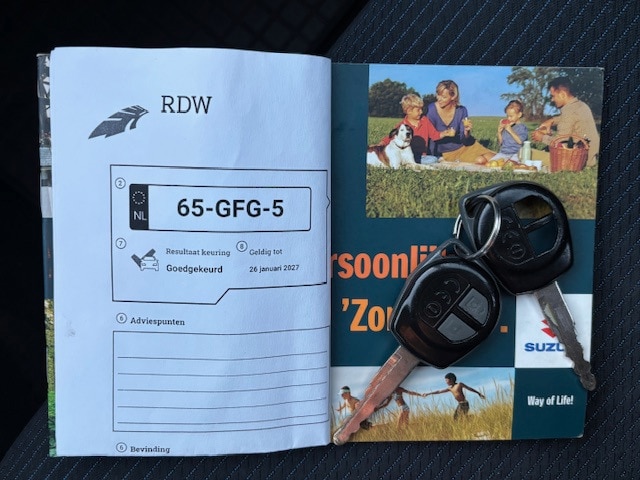 RDW
2
NL
65-GFG-5
7
Resultaat keuring
Goedgekeurd
8
Geldig tot
26 januari 2027
6 Adviespunten
6 Bevinding
rsoonlij
'Zo
SUZU
Way of Life!